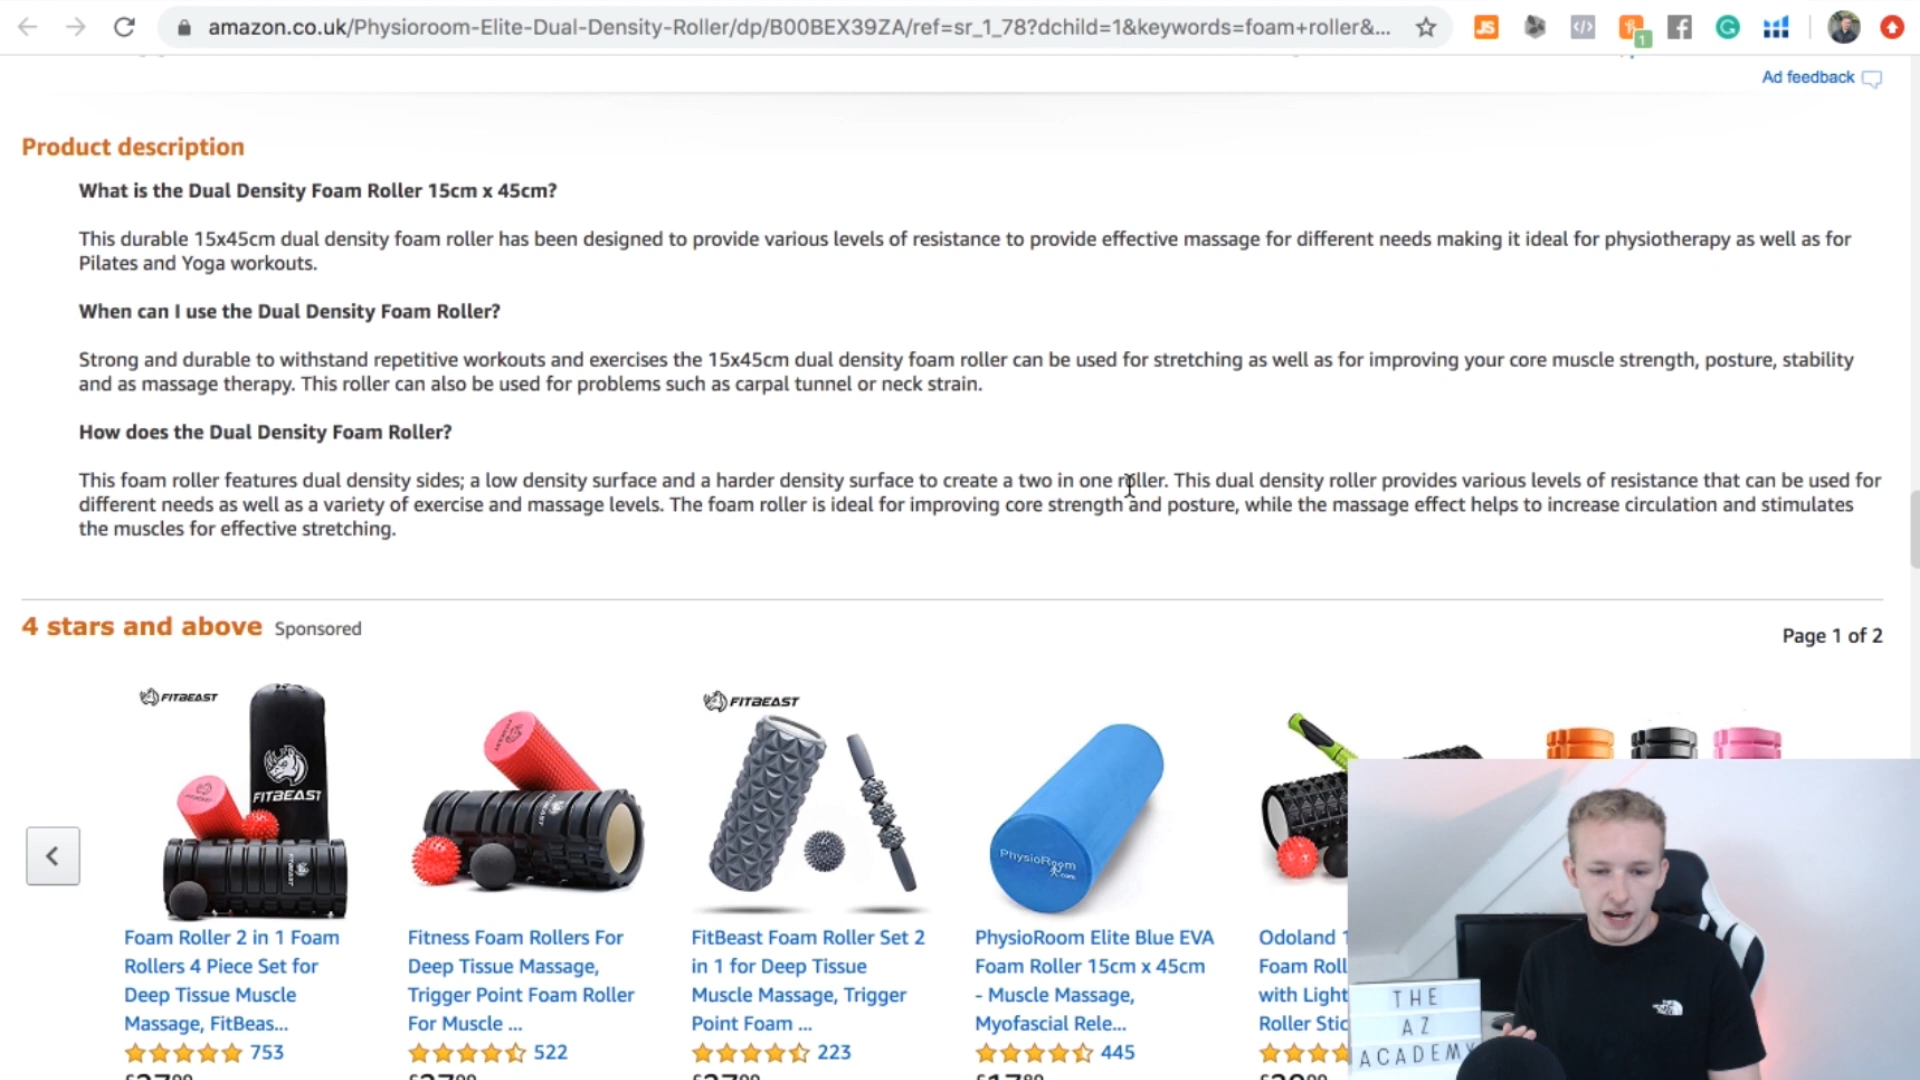 amazon.co.uk/Physioroom-Elite-Dual-Density-Roller/dp/B00BEX39ZA/ref=sr_1_78?dchild=1&keywords=foam+roller&...
JS
1
Ad feedback
Product description
What is the Dual Density Foam Roller 15cm x 45cm?
This durable 15x45cm dual density foam roller has been designed to provide various levels of resistance to provide effective massage for different needs making it ideal for physiotherapy as well as for
Pilates and Yoga workouts.
When can I use the Dual Density Foam Roller?
Strong and durable to withstand repetitive workouts and exercises the 15x45cm dual density foam roller can be used for stretching as well as for improving your core muscle strength, posture, stability
and as massage therapy. This roller can also be used for problems such as carpal tunnel or neck strain.
How does the Dual Density Foam Roller?
This foam roller features dual density sides; a low density surface and a harder density surface to create a two in one roller. This dual density roller provides various levels of resistance that can be used for
different needs as well as a variety of exercise and massage levels. The foam roller is ideal for improving core strength and posture, while the massage effect helps to increase circulation and stimulates
the muscles for effective stretching.
4 stars and above Sponsored
Page 1 of 2
FITBEAST
FITBEAST
FITBEAST
PhysioRoom
.com
Foam Roller 2 in 1 Foam
Rollers 4 Piece Set for
Deep Tissue Muscle
Massage, FitBeas...
753
Fitness Foam Rollers For
Deep Tissue Massage,
Trigger Point Foam Roller
For Muscle ...
522
FitBeast Foam Roller Set 2
in 1 for Deep Tissue
Muscle Massage, Trigger
Point Foam ...
223
PhysioRoom Elite Blue EVA
Foam Roller 15cm x 45cm
- Muscle Massage,
Myofascial Rele...
445
Odoland 1
Foam Roll
with Light
Roller Stic
THE
AZ
ACADEMY